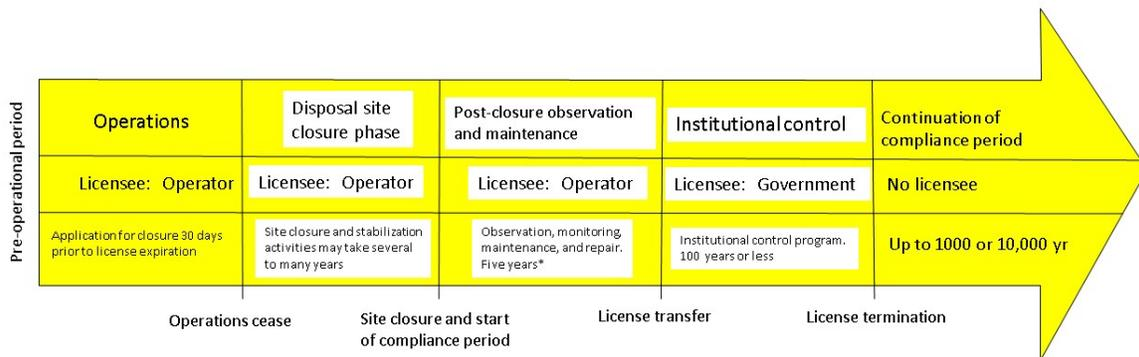 Pre-operational period
Operations
Disposal site
closure phase
Post-closure observation
and maintenance
Institutional control
Continuation of
compliance period
Licensee: Operator
Licensee: Operator
Licensee: Operator
Licensee: Government
No licensee
Application for closure 30 days
prior to license expiration
Site closure and stabilization
activities may take several
to many years
Observation, monitoring,
maintenance, and repair.
Five years*
Institutional control program.
100 years or less
Up to 1000 or 10,000 yr
Operations cease
Site closure and start
of compliance period
License transfer
License termination